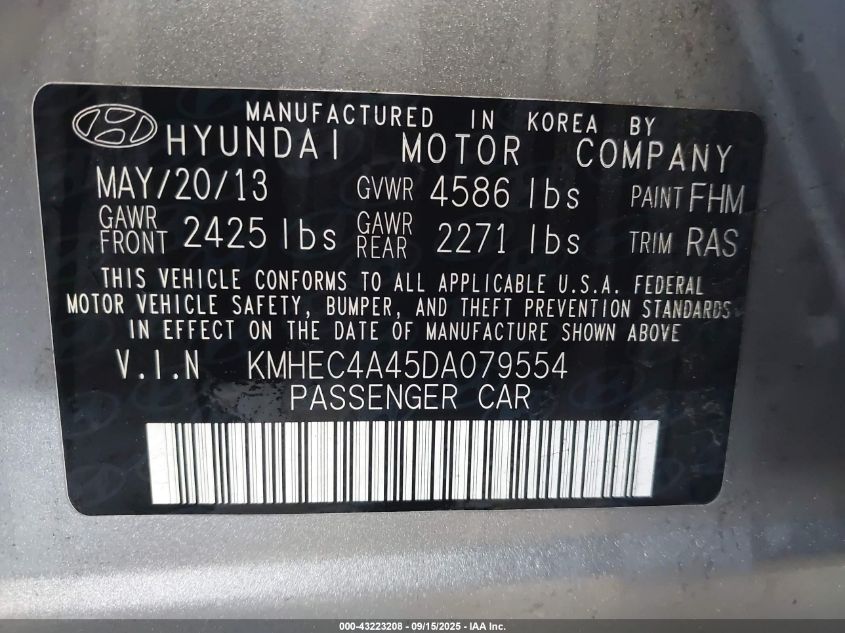 MANUFACTURED IN KOREA BY
HYUNDAI MOTOR COMPANY
MAY/20/13 GVWR 4586 lbs PAINT FHM
GAWR FRONT 2425 lbs GAWR REAR 2271 lbs TRIM RAS
THIS VEHICLE CONFORMS TO ALL APPLICABLE U.S.A. FEDERAL
MOTOR VEHICLE SAFETY, BUMPER, AND THEFT PREVENTION STANDARDS
IN EFFECT ON THE DATE OF MANUFACTURE SHOWN ABOVE
V.I.N KMHEC4A45DA079554
PASSENGER CAR
000-43223208 - 09/15/2025 - IAA Inc.